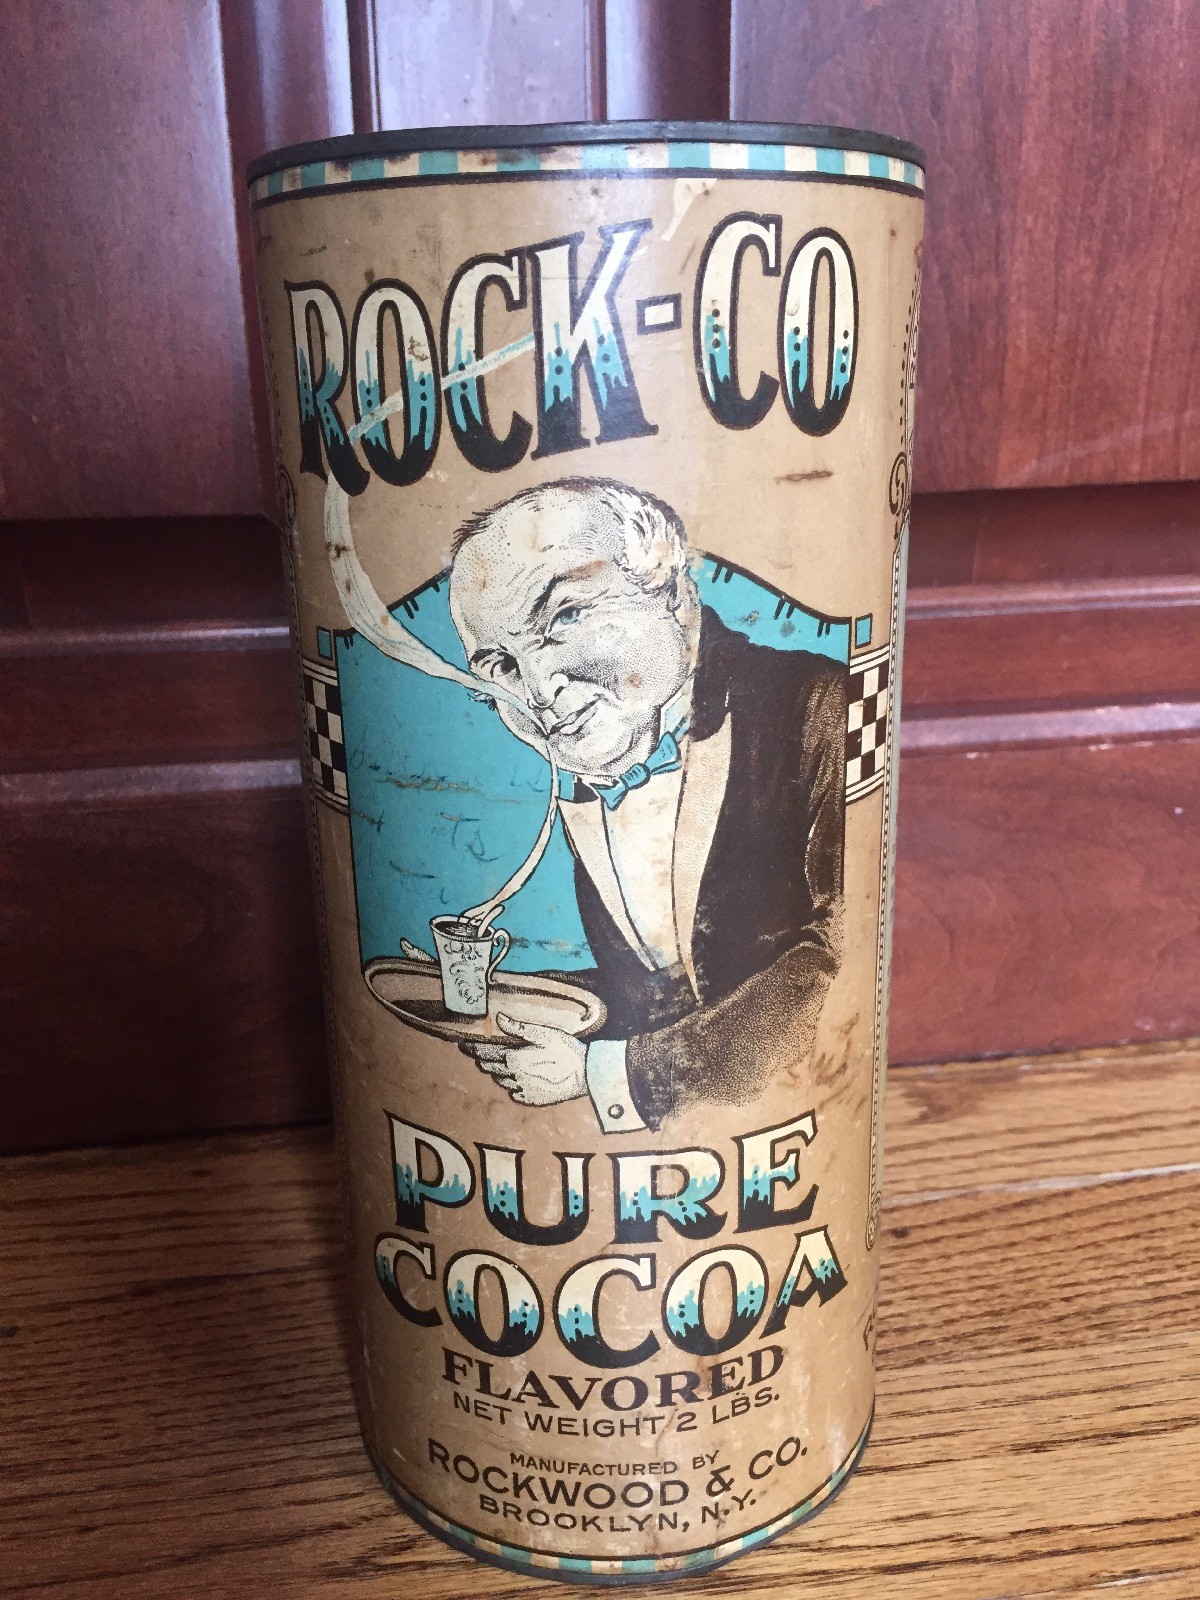 ROCK-CO
PURE
COCOA
FLAVORED
NET WEIGHT 2 LBS.
MANUFACTURED BY
ROCKWOOD & CO.
BROOKLYN, N.Y.